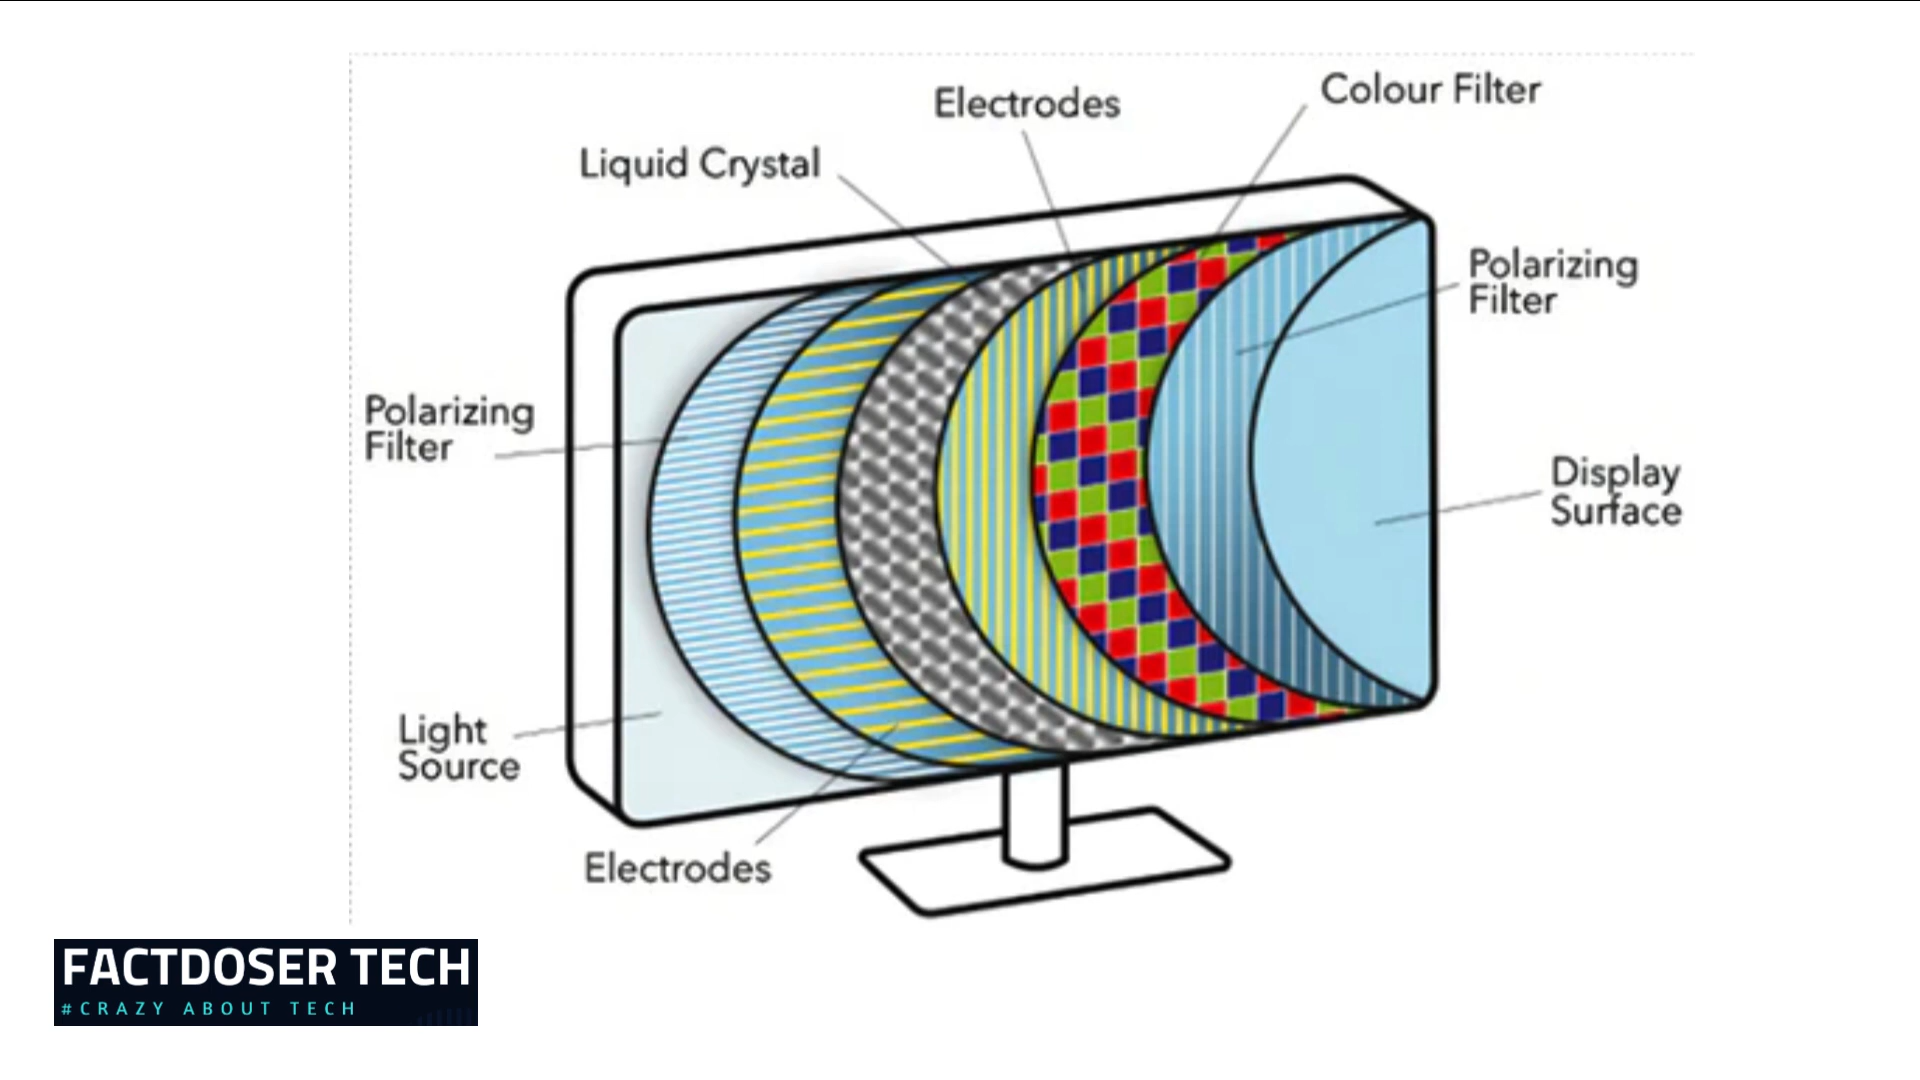 Electrodes
Colour Filter
Liquid Crystal
Polarizing
Filter
Polarizing
Filter
Display
Surface
Light
Source
Electrodes
FACTDOSER TECH
#CRAZY ABOUT TECH